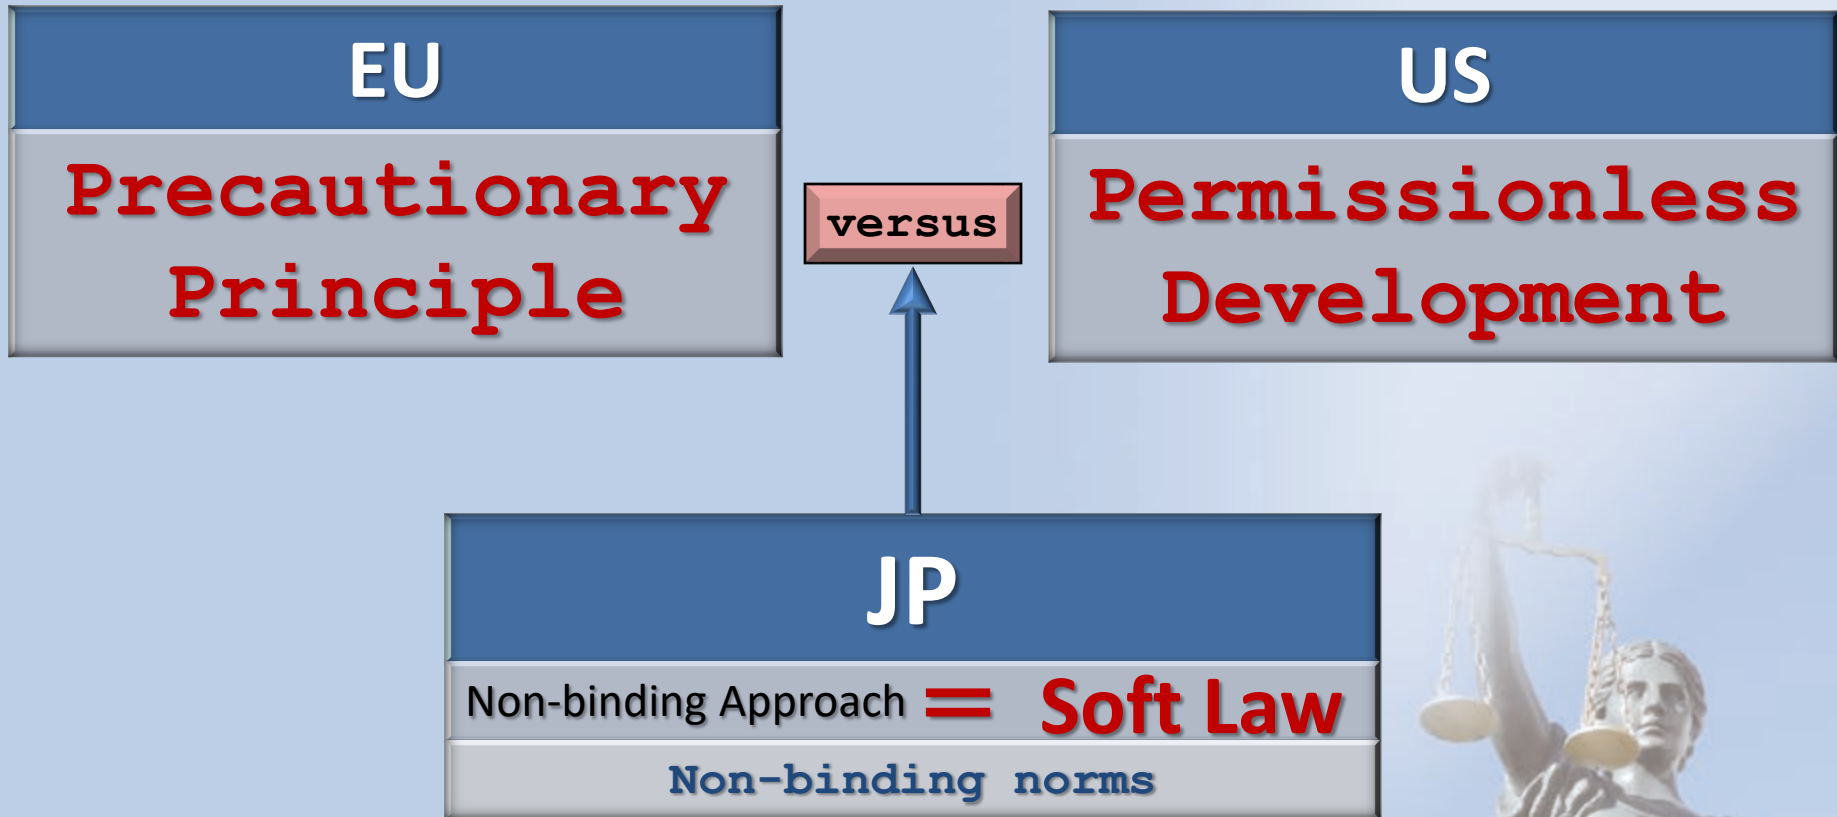 EU
Precautionary
Principle
versus
US
Permissionless
Development
JP
Non-binding Approach = Soft Law
Non-binding norms